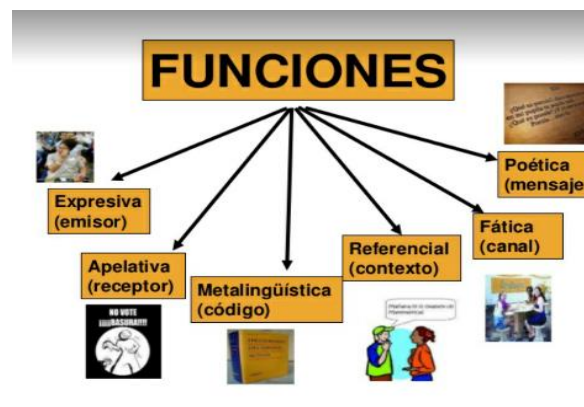 FUNCIONES
Expresiva
(emisor)
Apelativa
(receptor)
Metalingüística
(código)
Referencial
(contexto)
Fática
(canal)
Poética
(mensaje
NO VOTE
¡¡¡¡BASURA!!!!